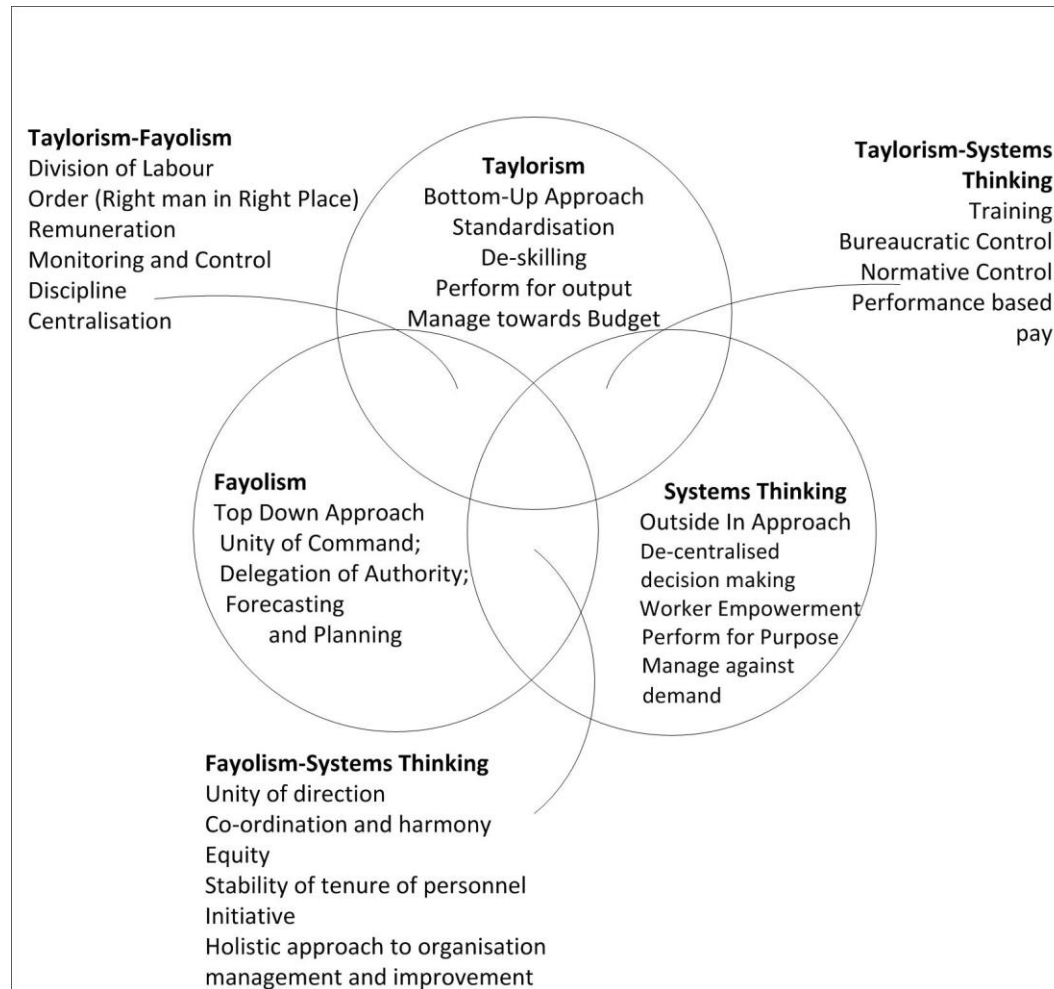 Taylorism-Fayolism
Division of Labour
Order (Right man in Right Place)
Remuneration
Monitoring and Control
Discipline
Centralisation
Taylorism
Bottom-Up Approach
Standardisation
De-skilling
Perform for output
Manage towards Budget
Taylorism-Systems
Thinking
Training
Bureaucratic Control
Normative Control
Performance based
pay
Fayolism
Top Down Approach
Unity of Command;
Delegation of Authority;
Forecasting
and Planning
Systems Thinking
Outside In Approach
De-centralised
decision making
Worker Empowerment
Perform for Purpose
Manage against
demand
Fayolism-Systems Thinking
Unity of direction
Co-ordination and harmony
Equity
Stability of tenure of personnel
Initiative
Holistic approach to organisation
management and improvement